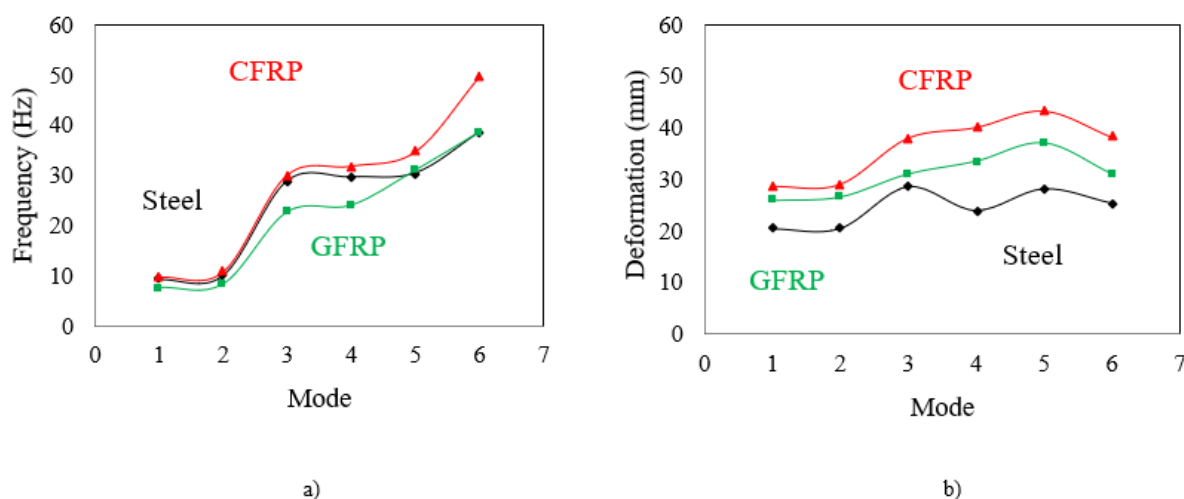 60
50
40
30
20
10
0
Frequency (Hz)
CFRP
Steel
GFRP
0 1 2 3 4 5 6 7
Mode
a)
60
50
40
30
20
10
0
Deformation (mm)
CFRP
Steel
GFRP
0 1 2 3 4 5 6 7
Mode
b)